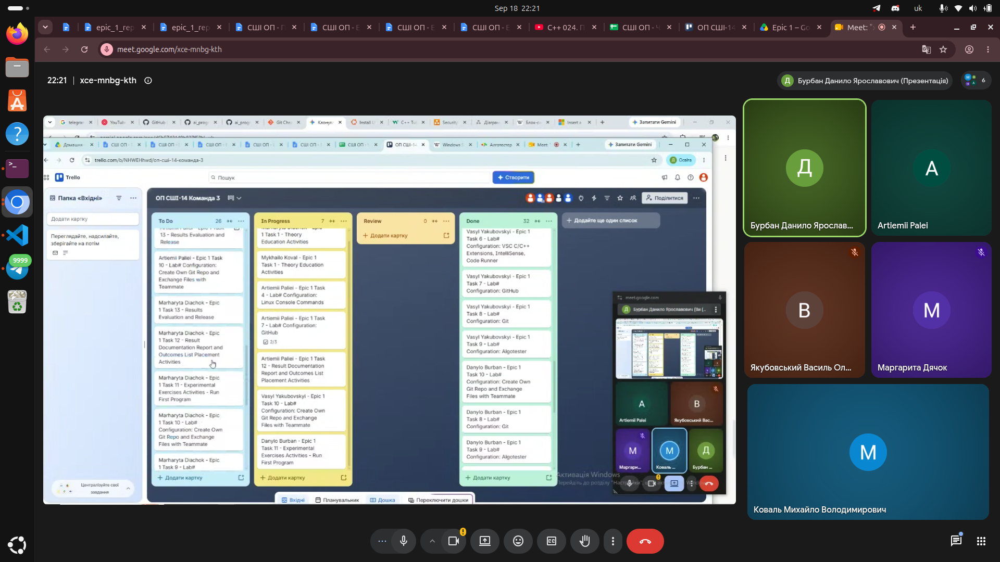 Sep 18 22:21
uk
epic_1_rep
epic_1_rep
СШІ ОП - Г
СШІ ОП - Е
СШІ ОП - Е
СШІ ОП - Е
C++ 024. П
СШІ ОП - Ч
ОП СШІ-14
Epic 1 – Go
Meet: "x
meet.google.com/xce-mnbg-kth
22:21
xce-mnbg-kth
Бурбан Данило Ярославович (Презентація)
6
telegra
YouTub
GitHub
ai_prog
ai_prog
Git Che
Клонув
Install U
C++ Tu
Security
Діаграм
Блок-с
Insert a
Запитати Gemini
Домашня
СШІ ОП -
СШІ ОП -
СШІ ОП -
СШІ ОП -
СШІ ОП -
СШІ ОП -
ОП СШІ-14
Windows S
Алготестер
Meet: "
Запитати Gemini
trello.com/b/NHWEHhwd/оп-сші-14-команда-3
Освіта
Trello
Пошук
Створити
Папка «Вхідні»
Додати картку
Переглядайте, надсилайте,
зберігайте на потім
Централізуйте свої
завдання
ОП СШІ-14 Команда 3
Поділитися
To Do 26
13 - Results Evaluation and
Release
Artiemii Paliei - Epic 1 Task
10 - Lab# Configuration:
Create Own Git Repo and
Exchange Files with
Teammate
Marharyta Diachok - Epic
1 Task 13 - Results
Evaluation and Release
Marharyta Diachok - Epic
1 Task 12 - Result
Documentation Report and
Outcomes List Placement
Activities
Marharyta Diachok - Epic
1 Task 11 - Experimental
Exercises Activities - Run
First Program
Marharyta Diachok - Epic
1 Task 10 - Lab#
Configuration: Create Own
Git Repo and Exchange
Files with Teammate
Marharyta Diachok - Epic
1 Task 9 - Lab#
Додати картку
In Progress 7
1 Task 1 - Theory
Education Activities
Mykhailo Koval - Epic 1
Task 1 - Theory Education
Activities
Artiemii Paliei - Epic 1 Task
4 - Lab# Configuration:
Linux Console Commands
Artiemii Paliei - Epic 1 Task
7 - Lab# Configuration:
GitHub
2/3
Artiemii Paliei - Epic 1 Task
12 - Result Documentation
Report and Outcomes List
Placement Activities
Vasyl Yakubovskyi - Epic 1
Task 10 - Lab#
Configuration: Create Own
Git Repo and Exchange
Files with Teammate
Danylo Burban - Epic 1
Task 11 - Experimental
Exercises Activities - Run
First Program
Додати картку
Review 0
Додати картку
Done 32
Vasyl Yakubovskyi - Epic 1
Task 6 - Lab#
Configuration: VSC C/C++
Extensions, IntelliSense,
Code Runner
Vasyl Yakubovskyi - Epic 1
Task 7 - Lab#
Configuration: GitHub
Vasyl Yakubovskyi - Epic 1
Task 8 - Lab#
Configuration: Git
Vasyl Yakubovskyi - Epic 1
Task 9 - Lab#
Configuration: Algotester
Danylo Burban - Epic 1
Task 10 - Lab#
Configuration: Create Own
Git Repo and Exchange
Files with Teammate
Danylo Burban - Epic 1
Task 8 - Lab#
Configuration: Git
Danylo Burban - Epic 1
Task 9 - Lab#
Configuration: Algotester
Додати картку
Додайте ще один список
meet.google.com
Бурбан Данило Ярославович (Ви (...
A
Artiemii Palei
В
Якубовський Вас...
М
Маргари...
М
Коваль ...
Д
Бурбан ...
Активація Windows
Перейдіть до розділу "Настройки", щ
Вхідні
Планувальник
Дошка
Переключити дошки
Д
Бурбан Данило Ярослав...
A
Artiemii Palei
В
Якубовський Василь Ол...
М
Маргарита Дячок
М
Коваль Михайло Володимирович
9999